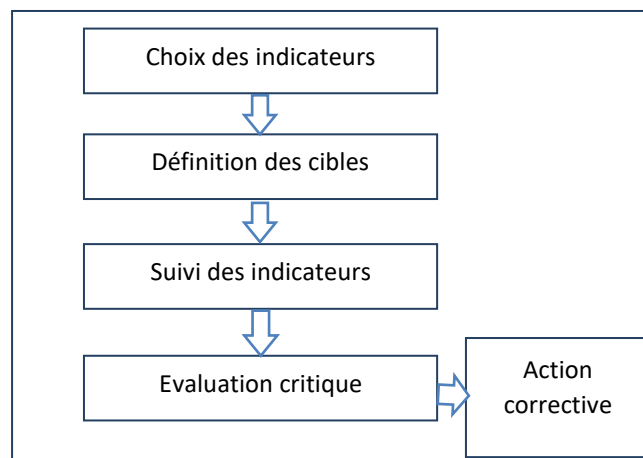 Choix des indicateurs
Définition des cibles
Suivi des indicateurs
Evaluation critique
Action
corrective